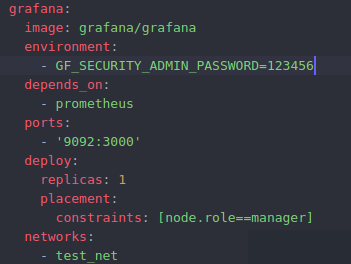 grafana:
  image: grafana/grafana
  environment:
    - GF_SECURITY_ADMIN_PASSWORD=123456
  depends_on:
    - prometheus
  ports:
    - '9092:3000'
  deploy:
    replicas: 1
    placement:
      constraints: [node.role==manager]
  networks:
    - test_net